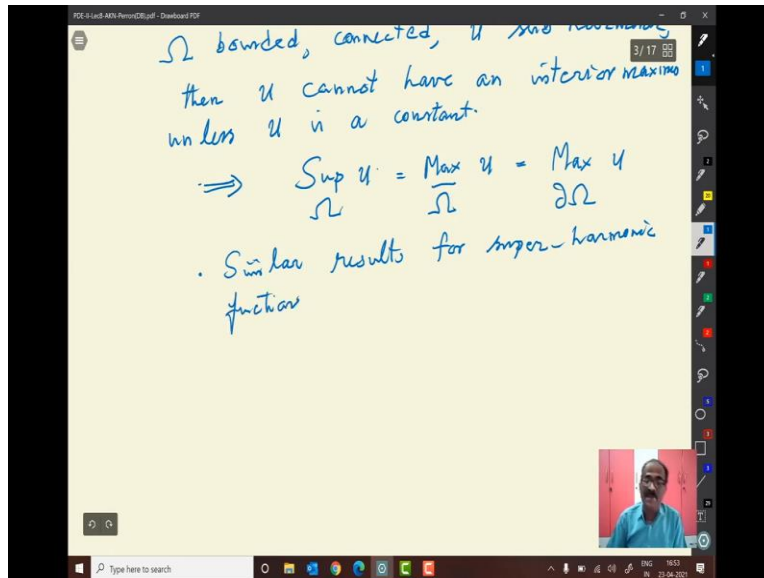 PDE-II-Lec8-AKN-Perron(DB).pdf - Drawboard PDF
3 / 17
Ω bounded, connected, u sub
then u cannot have an interior maximo
unless u is a constant.
⟹ Sup u = Max u = Max u
Ω Ω̅ ∂Ω
. Similar results for super-harmonic
function
Type here to search
ENG
IN
16:53
23-04-2021